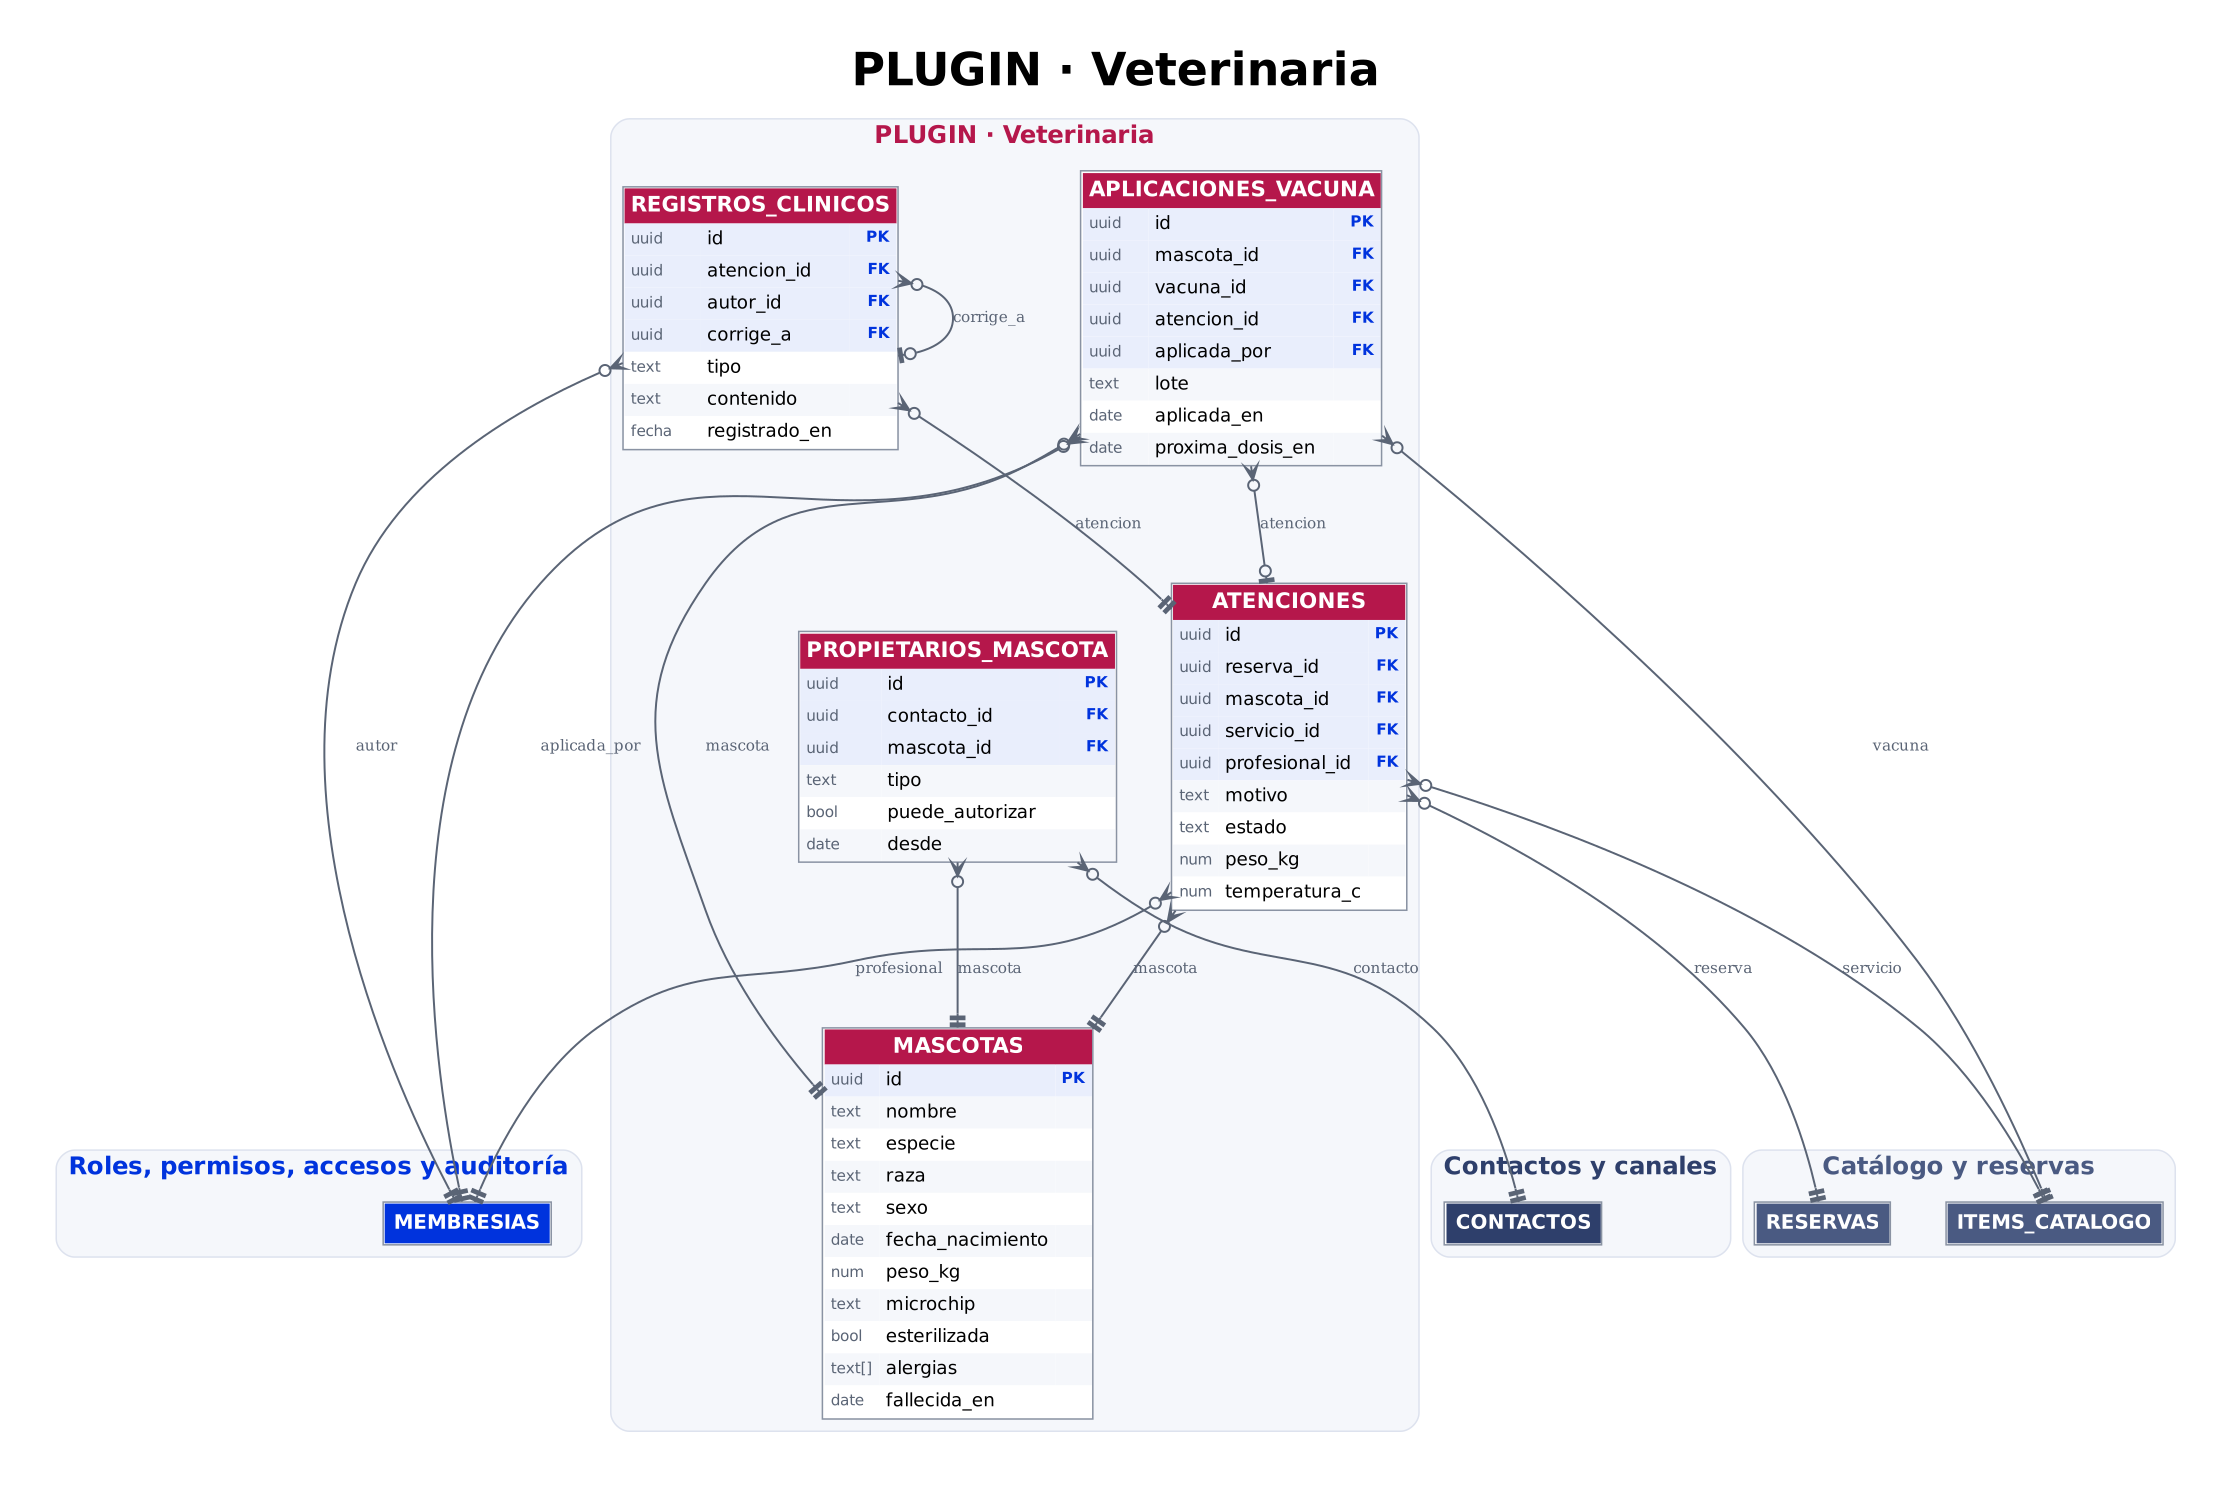 PLUGIN · Veterinaria
PLUGIN · Veterinaria
REGISTROS_CLINICOS
uuid id PK
uuid atencion_id FK
uuid autor_id FK
uuid corrige_a FK
text tipo
text contenido
fecha registrado_en
corrige_a
APLICACIONES_VACUNA
uuid id PK
uuid mascota_id FK
uuid vacuna_id FK
uuid atencion_id FK
uuid aplicada_por FK
text lote
date aplicada_en
date proxima_dosis_en
atencion
atencion
PROPIETARIOS_MASCOTA
uuid id PK
uuid contacto_id FK
uuid mascota_id FK
text tipo
bool puede_autorizar
date desde
ATENCIONES
uuid id PK
uuid reserva_id FK
uuid mascota_id FK
uuid servicio_id FK
uuid profesional_id FK
text motivo
text estado
num peso_kg
num temperatura_c
autor
aplicada_por
mascota
vacuna
profesional
mascota
mascota
contacto
reserva
servicio
MASCOTAS
uuid id PK
text nombre
text especie
text raza
text sexo
date fecha_nacimiento
num peso_kg
text microchip
bool esterilizada
text[] alergias
date fallecida_en
Roles, permisos, accesos y auditoría
MEMBRESIAS
Contactos y canales
CONTACTOS
Catálogo y reservas
RESERVAS
ITEMS_CATALOGO